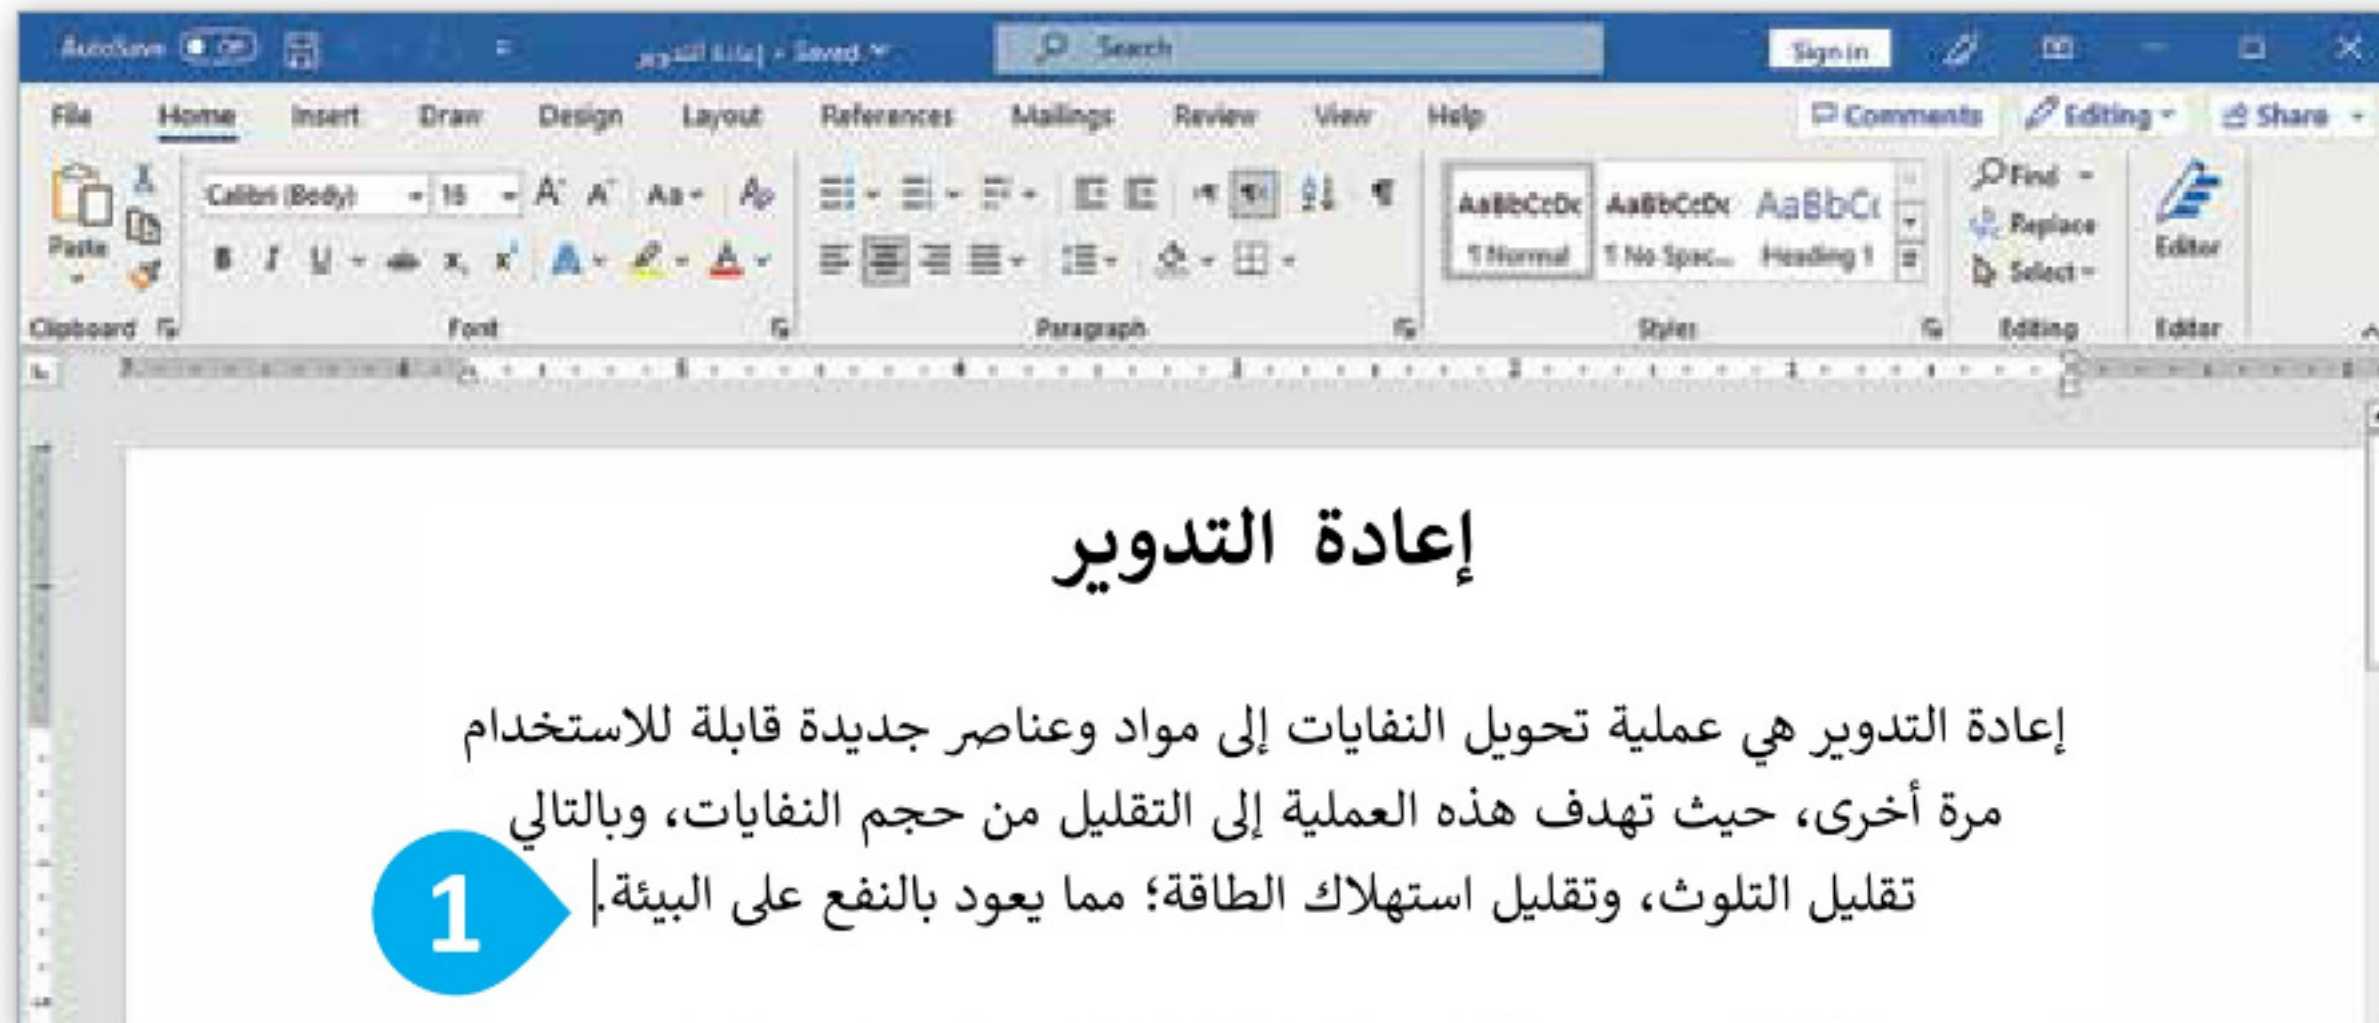 AutoSave Off إعادة التدوير - Saved Search Sign in
File Home Insert Draw Design Layout References Mailings Review View Help Comments Editing Share
Paste Calibri (Body) 16 A A Aa A AaBbCcDc AaBbCcDc AaBbCc Find
B I U ab x x A A ¶ Normal ¶ No Spac... Heading 1 Replace Editor
Select
Clipboard Font Paragraph Styles Editing Editor
إعادة التدوير
إعادة التدوير هي عملية تحويل النفايات إلى مواد وعناصر جديدة قابلة للاستخدام
مرة أخرى، حيث تهدف هذه العملية إلى التقليل من حجم النفايات، وبالتالي
تقليل التلوث، وتقليل استهلاك الطاقة؛ مما يعود بالنفع على البيئة.
1